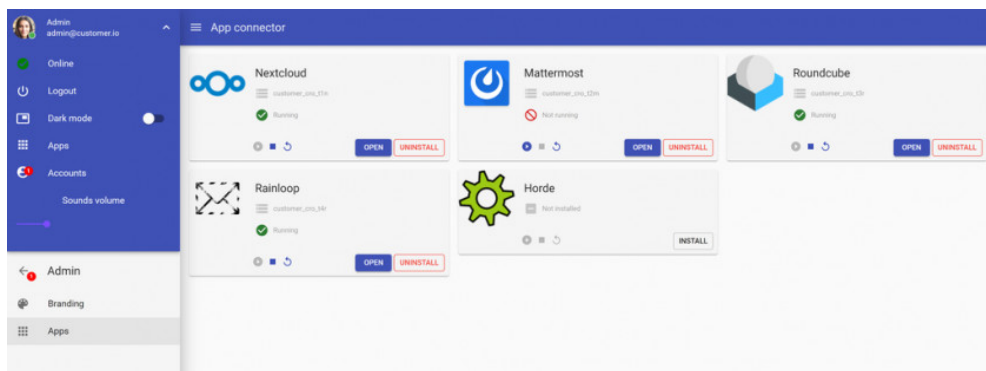 Admin
admin@customer.io
App connector
Online
Logout
Dark mode
Apps
Accounts
Sounds volume
Admin
Branding
Apps
Nextcloud
Running
OPEN UNINSTALL
Mattermost
Not running
OPEN UNINSTALL
Roundcube
Running
OPEN UNINSTALL
Rainloop
Running
OPEN UNINSTALL
Horde
Not installed
INSTALL